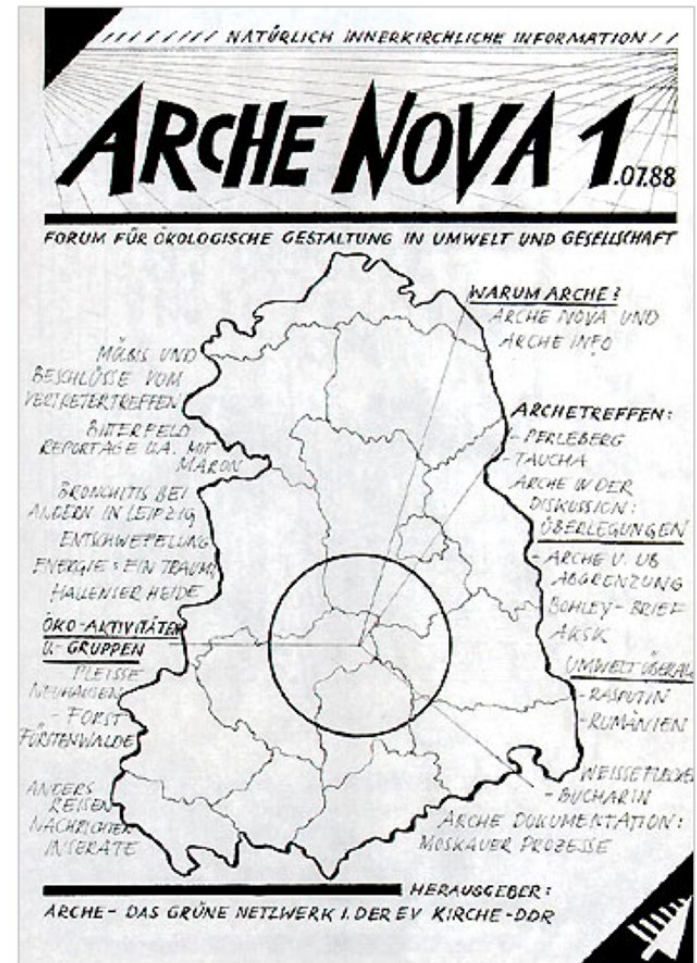 NATÜRLICH INNERKIRCHLICHE INFORMATION
ARCHE NOVA 1.07.88
FORUM FÜR ÖKOLOGISCHE GESTALTUNG IN UMWELT UND GESELLSCHAFT
WARUM ARCHE?
ARCHE NOVA UND
ARCHE INFO
MÖLBIS UND
BESCHLÜSSE VOM
VERTRETERTREFFEN
BITTERFELD
REPORTAGE U.A. MIT
MARON
BRONCHITIS BEI
KINDERN IN LEIPZIG
ENTSCHWEFELUNG
ENERGIE: EIN TRAUM
HALLENSER HEIDE
ÖKO-AKTIVITÄTEN
U.-GRUPPEN
- PLEISSE
NEUHAUSEN
- FORST
FÜRSTENWALDE
ANDERS
REISEN
NACHRICHTEN
INSERATE
ARCHETREFFEN:
- PERLEBERG
- TAUCHA
ARCHE IN DER
DISKUSSION:
ÜBERLEGUNGEN
- ARCHE U. UB
ABGRENZUNG
BOHLEY-BRIEF
AKSK
UMWELT ÜBERALL
- RASPUTIN
- RUMÄNIEN
WEISSE FLECKEN
- BUCHARIN
ARCHE DOKUMENTATION:
MOSKAUER PROZESSE
HERAUSGEBER:
ARCHE - DAS GRÜNE NETZWERK I. DER EV KIRCHE - DDR